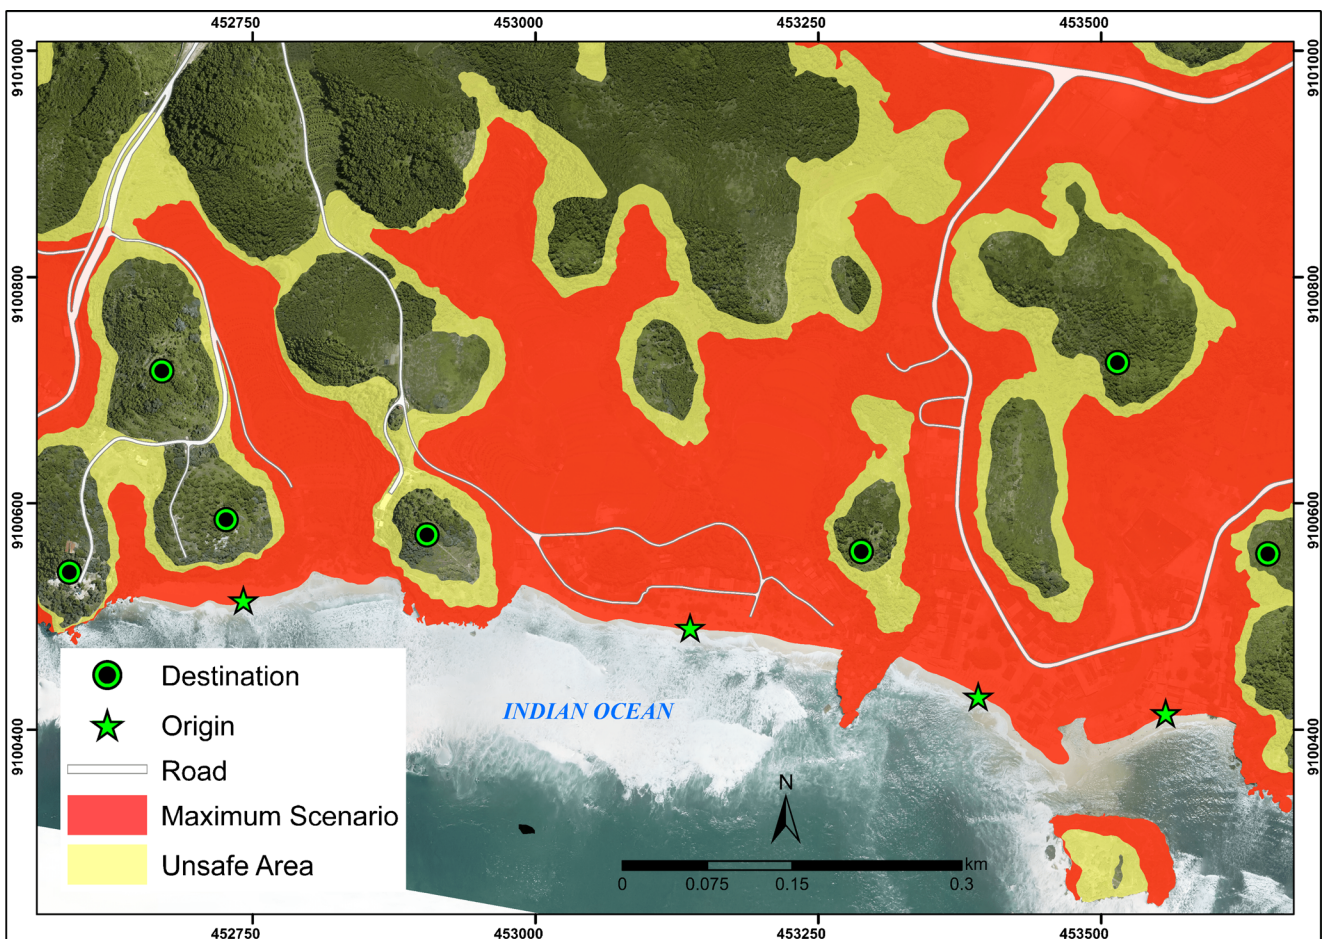 452750 453000 453250 453500
9101000 9101000
9100800 9100800
9100600 9100600
9100400 9100400
INDIAN OCEAN
Destination
Origin
Road
Maximum Scenario
Unsafe Area
N
km
0 0.075 0.15 0.3
452750 453000 453250 453500